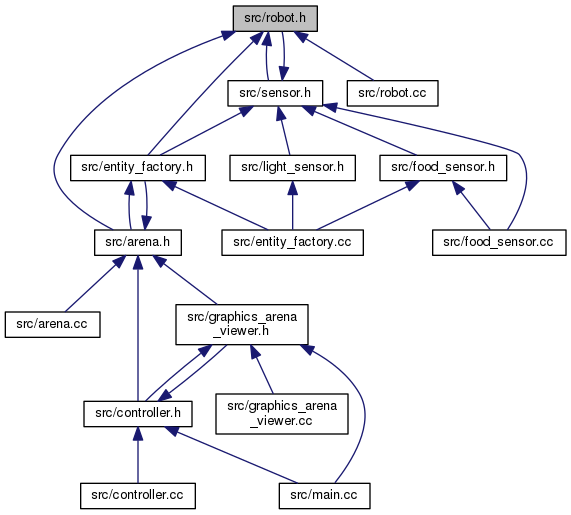 src/robot.h
src/sensor.h
src/robot.cc
src/entity_factory.h
src/light_sensor.h
src/food_sensor.h
src/arena.h
src/entity_factory.cc
src/food_sensor.cc
src/arena.cc
src/graphics_arena
_viewer.h
src/controller.h
src/graphics_arena
_viewer.cc
src/controller.cc
src/main.cc